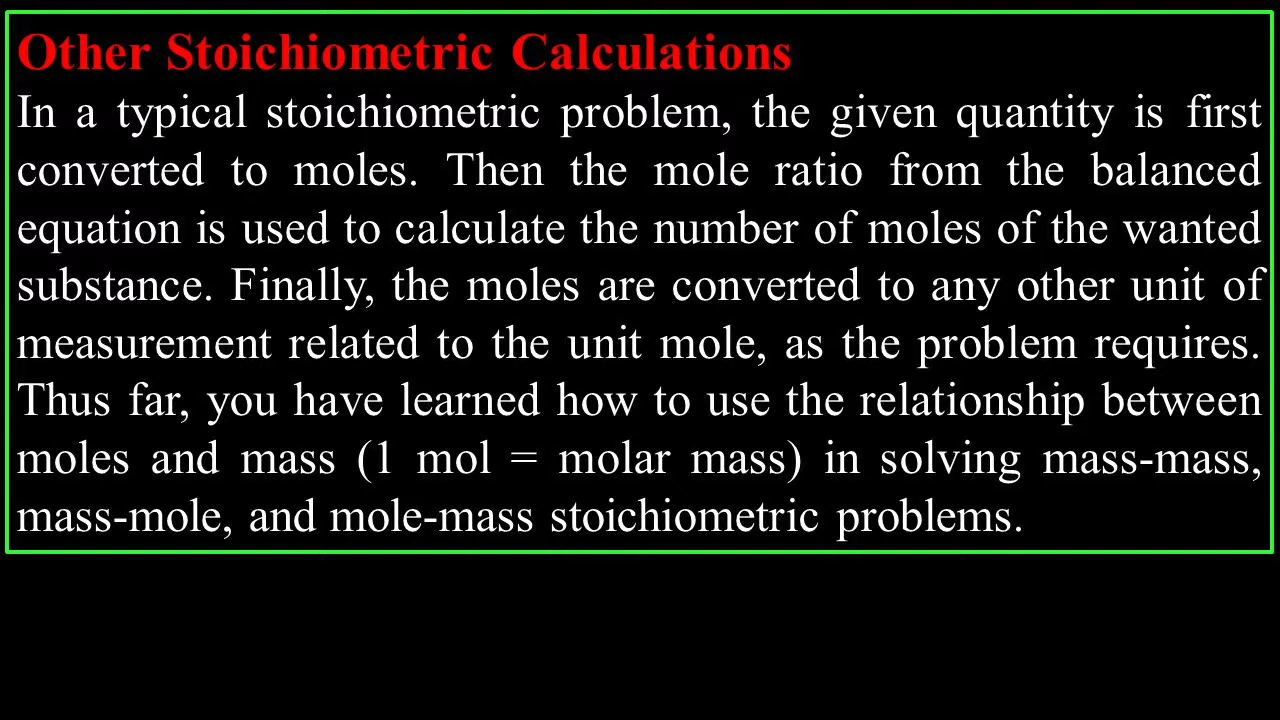 Other Stoichiometric Calculations
In a typical stoichiometric problem, the given quantity is first
converted to moles. Then the mole ratio from the balanced
equation is used to calculate the number of moles of the wanted
substance. Finally, the moles are converted to any other unit of
measurement related to the unit mole, as the problem requires.
Thus far, you have learned how to use the relationship between
moles and mass (1 mol = molar mass) in solving mass-mass,
mass-mole, and mole-mass stoichiometric problems.